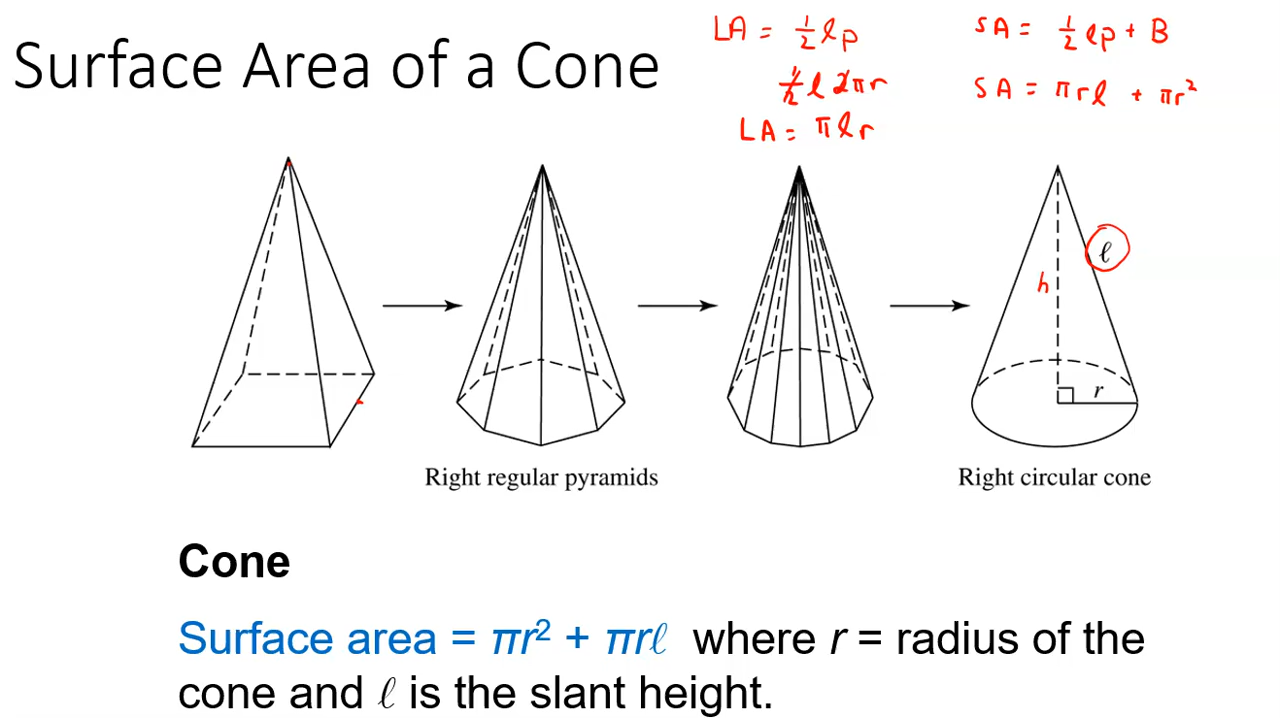 Surface Area of a Cone
LA = 1/2 ℓp
1/2 ℓ 2πr
LA = πℓr
SA = 1/2 ℓp + B
SA = πrℓ + πr²
ℓ
h
r
Right regular pyramids
Right circular cone
Cone
Surface area = πr² + πrℓ where r = radius of the
cone and ℓ is the slant height.